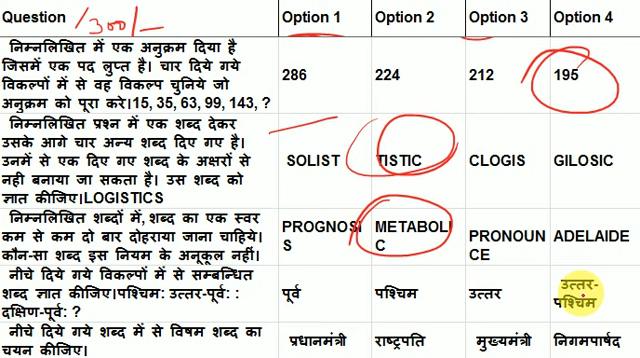 Question /300/- Option 1 Option 2 Option 3 Option 4
निम्नलिखित में एक अनुक्रम दिया है
जिसमें एक पद लुप्त है। चार दिये गये
विकल्पों में से वह विकल्प चुनिये जो
अनुक्रम को पूरा करे।15, 35, 63, 99, 143, ?
286 224 212 195
निम्नलिखित प्रश्न में एक शब्द देकर
उसके आगे चार अन्य शब्द दिए गए है।
उनमें से एक दिए गए शब्द के अक्षरों से
नही बनाया जा सकता है। उस शब्द को
ज्ञात कीजिए।LOGISTICS
SOLIST TISTIC CLOGIS GILOSIC
निम्नलिखित शब्दों में, शब्द का एक स्वर
कम से कम दो बार दोहराया जाना चाहिये।
कौन-सा शब्द इस नियम के अनूकूल नहीं।
PROGNOSI
S
METABOLI
C
PRONOUN
CE
ADELAIDE
नीचे दिये गये विकल्पों में से सम्बन्धित
शब्द ज्ञात कीजिए।पश्चिम: उत्तर-पूर्व: :
दक्षिण-पूर्व: ?
पूर्व पश्चिम उत्तर
उत्तर-
पश्चिम
नीचे दिये गये शब्द में से विषम शब्द का
चयन कीजिए।
प्रधानमंत्री राष्ट्रपति मुख्यमंत्री निगमपार्षद